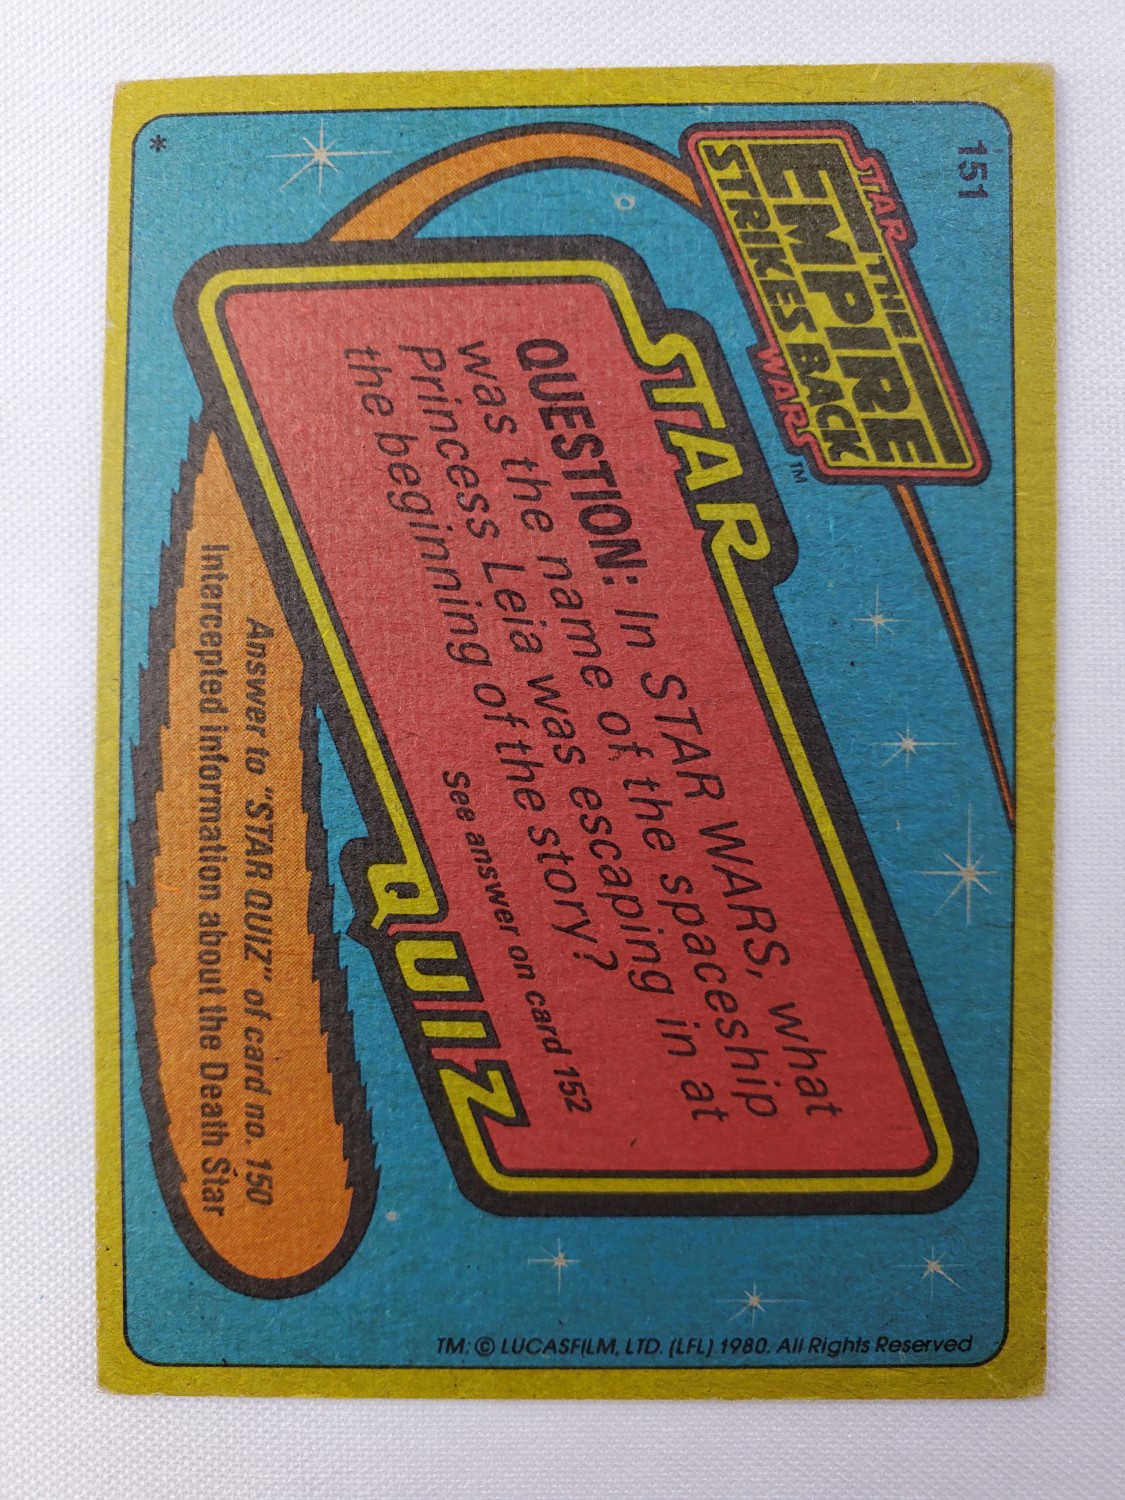 151
STAR
THE
EMPIRE
STRIKES BACK
WARS TM
STAR
QUESTION: In STAR WARS, what
was the name of the spaceship
Princess Leia was escaping in at
the beginning of the story?
See answer on card 152
QUIZ
Answer to "STAR QUIZ" of card no. 150
Intercepted information about the Death Star
*
TM: © LUCASFILM, LTD. (LFL) 1980. All Rights Reserved